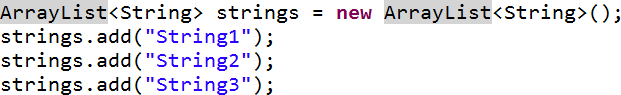 ArrayList<String> strings = new ArrayList<String>();
strings.add("String1");
strings.add("String2");
strings.add("String3");